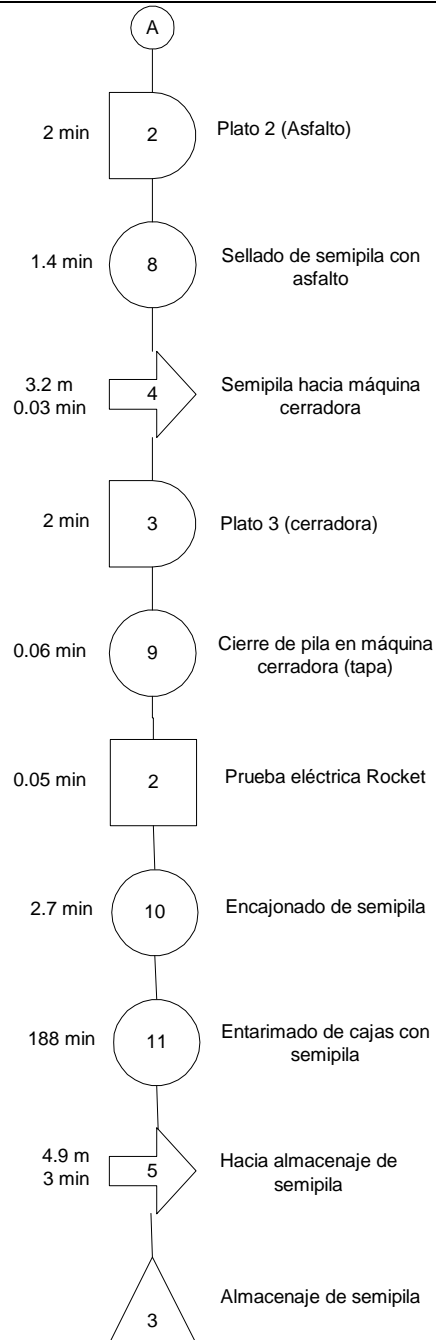 A
2 min
2
Plato 2 (Asfalto)
1.4 min
8
Sellado de semipila con
asfalto
3.2 m
0.03 min
4
Semipila hacia máquina
cerradora
2 min
3
Plato 3 (cerradora)
0.06 min
9
Cierre de pila en máquina
cerradora (tapa)
0.05 min
2
Prueba eléctrica Rocket
2.7 min
10
Encajonado de semipila
188 min
11
Entarimado de cajas con
semipila
4.9 m
3 min
5
Hacia almacenaje de
semipila
3
Almacenaje de semipila